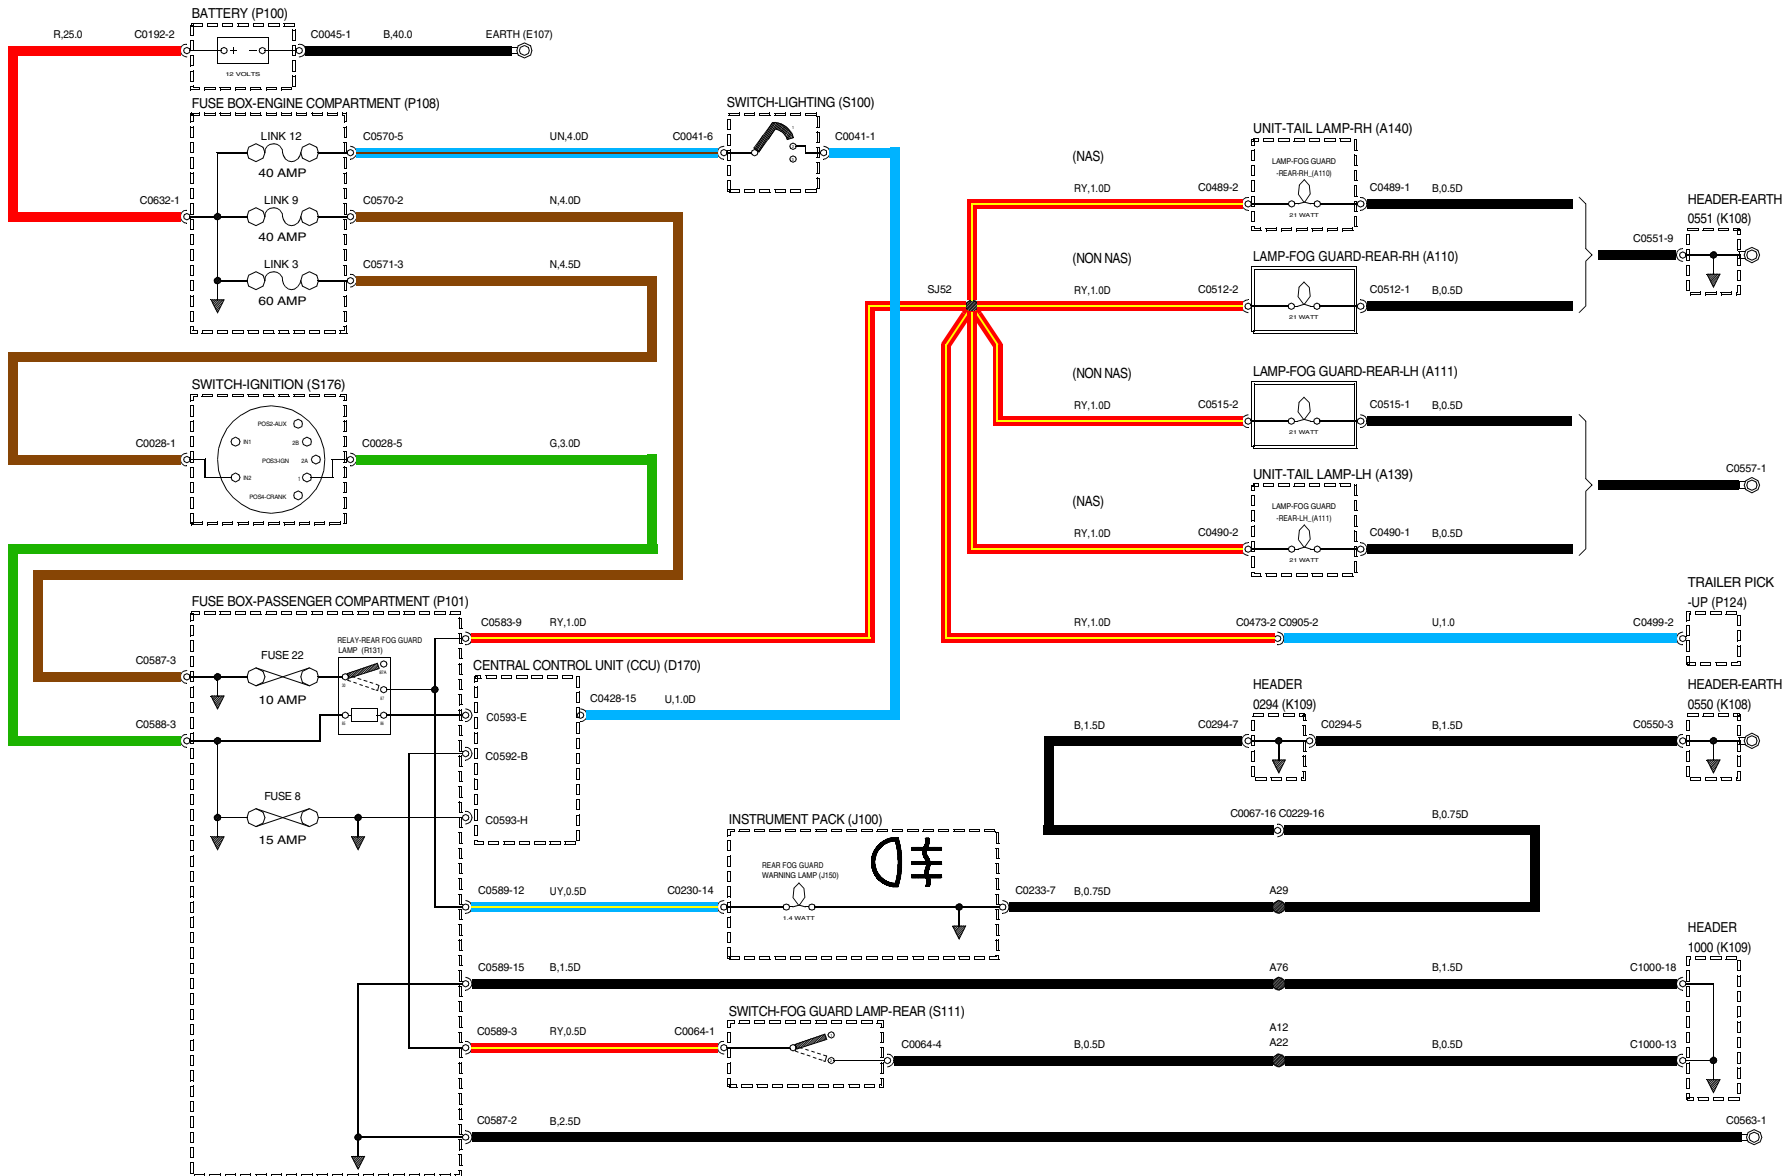 BATTERY (P100)
R,25.0
C0192-2
C0045-1
B,40.0
EARTH (E107)
12 VOLTS
FUSE BOX-ENGINE COMPARTMENT (P108)
LINK 12
40 AMP
C0570-5
UN,4.0D
C0041-6
SWITCH-LIGHTING (S100)
C0041-1
C0632-1
LINK 9
40 AMP
C0570-2
N,4.0D
LINK 3
60 AMP
C0571-3
N,4.5D
SWITCH-IGNITION (S176)
POS2-AUX
IN1
2B
POS3-IGN
2A
IN2
1
POS4-CRANK
C0028-1
C0028-5
G,3.0D
UNIT-TAIL LAMP-RH (A140)
(NAS)
LAMP-FOG GUARD
-REAR-RH_(A110)
RY,1.0D
C0489-2
C0489-1
B,0.5D
21 WATT
HEADER-EARTH
0551 (K108)
C0551-9
(NON NAS)
LAMP-FOG GUARD-REAR-RH (A110)
SJ52
RY,1.0D
C0512-2
C0512-1
B,0.5D
21 WATT
(NON NAS)
LAMP-FOG GUARD-REAR-LH (A111)
RY,1.0D
C0515-2
C0515-1
B,0.5D
21 WATT
C0557-1
UNIT-TAIL LAMP-LH (A139)
(NAS)
LAMP-FOG GUARD
-REAR-LH_(A111)
RY,1.0D
C0490-2
C0490-1
B,0.5D
21 WATT
TRAILER PICK
-UP (P124)
RY,1.0D
C0473-2 C0905-2
U,1.0
C0499-2
FUSE BOX-PASSENGER COMPARTMENT (P101)
C0583-9
RY,1.0D
RELAY-REAR FOG GUARD
LAMP (R131)
C0587-3
FUSE 22
10 AMP
30
87A
87
85
86
CENTRAL CONTROL UNIT (CCU) (D170)
C0428-15
U,1.0D
C0593-E
C0588-3
C0592-B
FUSE 8
15 AMP
C0593-H
HEADER
0294 (K109)
B,1.5D
C0294-7
C0294-5
B,1.5D
C0550-3
HEADER-EARTH
0550 (K108)
C0067-16 C0229-16
B,0.75D
INSTRUMENT PACK (J100)
REAR FOG GUARD
WARNING LAMP (J150)
1.4 WATT
C0589-12
UY,0.5D
C0230-14
C0233-7
B,0.75D
A29
HEADER
1000 (K109)
C0589-15
B,1.5D
A76
B,1.5D
C1000-18
SWITCH-FOG GUARD LAMP-REAR (S111)
C0589-3
RY,0.5D
C0064-1
C0064-4
B,0.5D
A12
A22
B,0.5D
C1000-13
C0587-2
B,2.5D
C0563-1